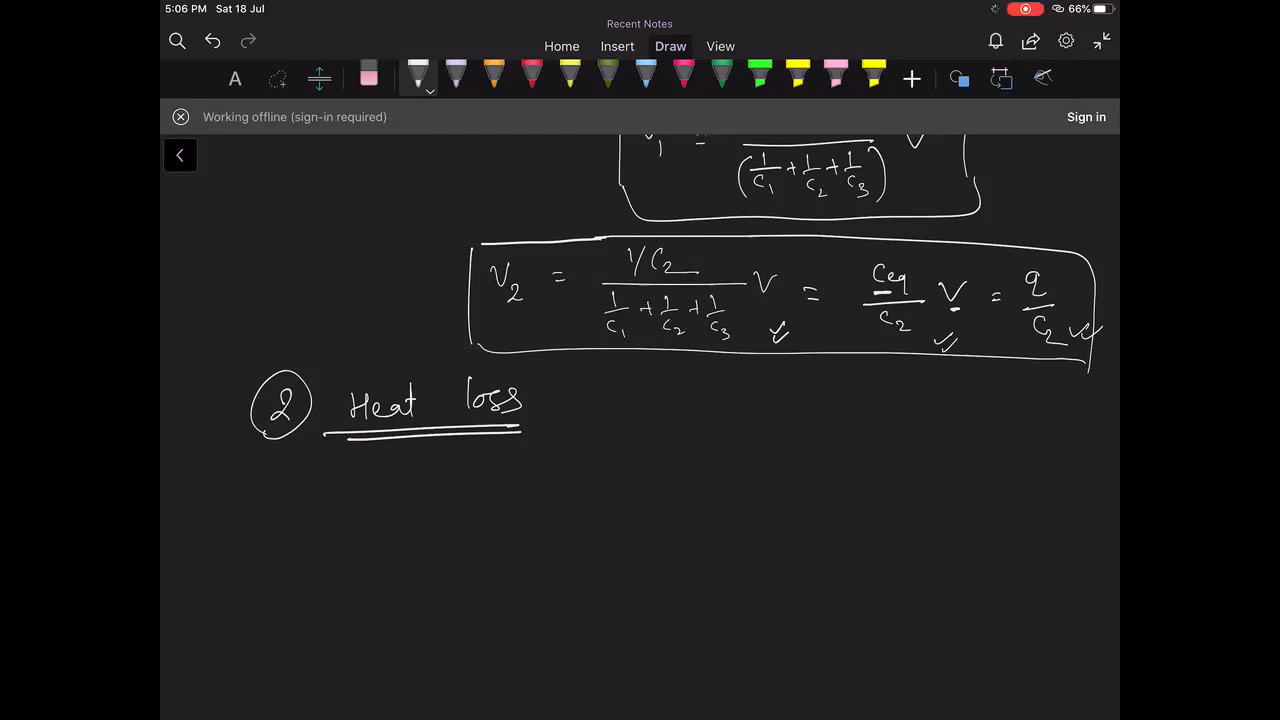 5:06 PM Sat 18 Jul
66%
Recent Notes
Home Insert Draw View
Working offline (sign-in required) Sign in
V1 = (1/C1 + 1/C2 + 1/C3) V
V2 = (1/C2)/(1/C1 + 1/C2 + 1/C3) V = Ceq/C2 V = q/C2
2 Heat loss